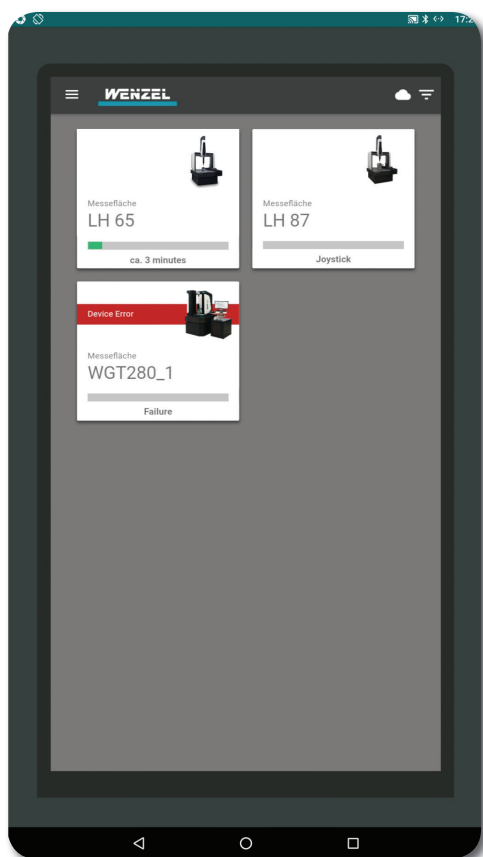 17:2
WENZEL
Messefläche
LH 65
ca. 3 minutes
Messefläche
LH 87
Joystick
Device Error
Messefläche
WGT280_1
Failure